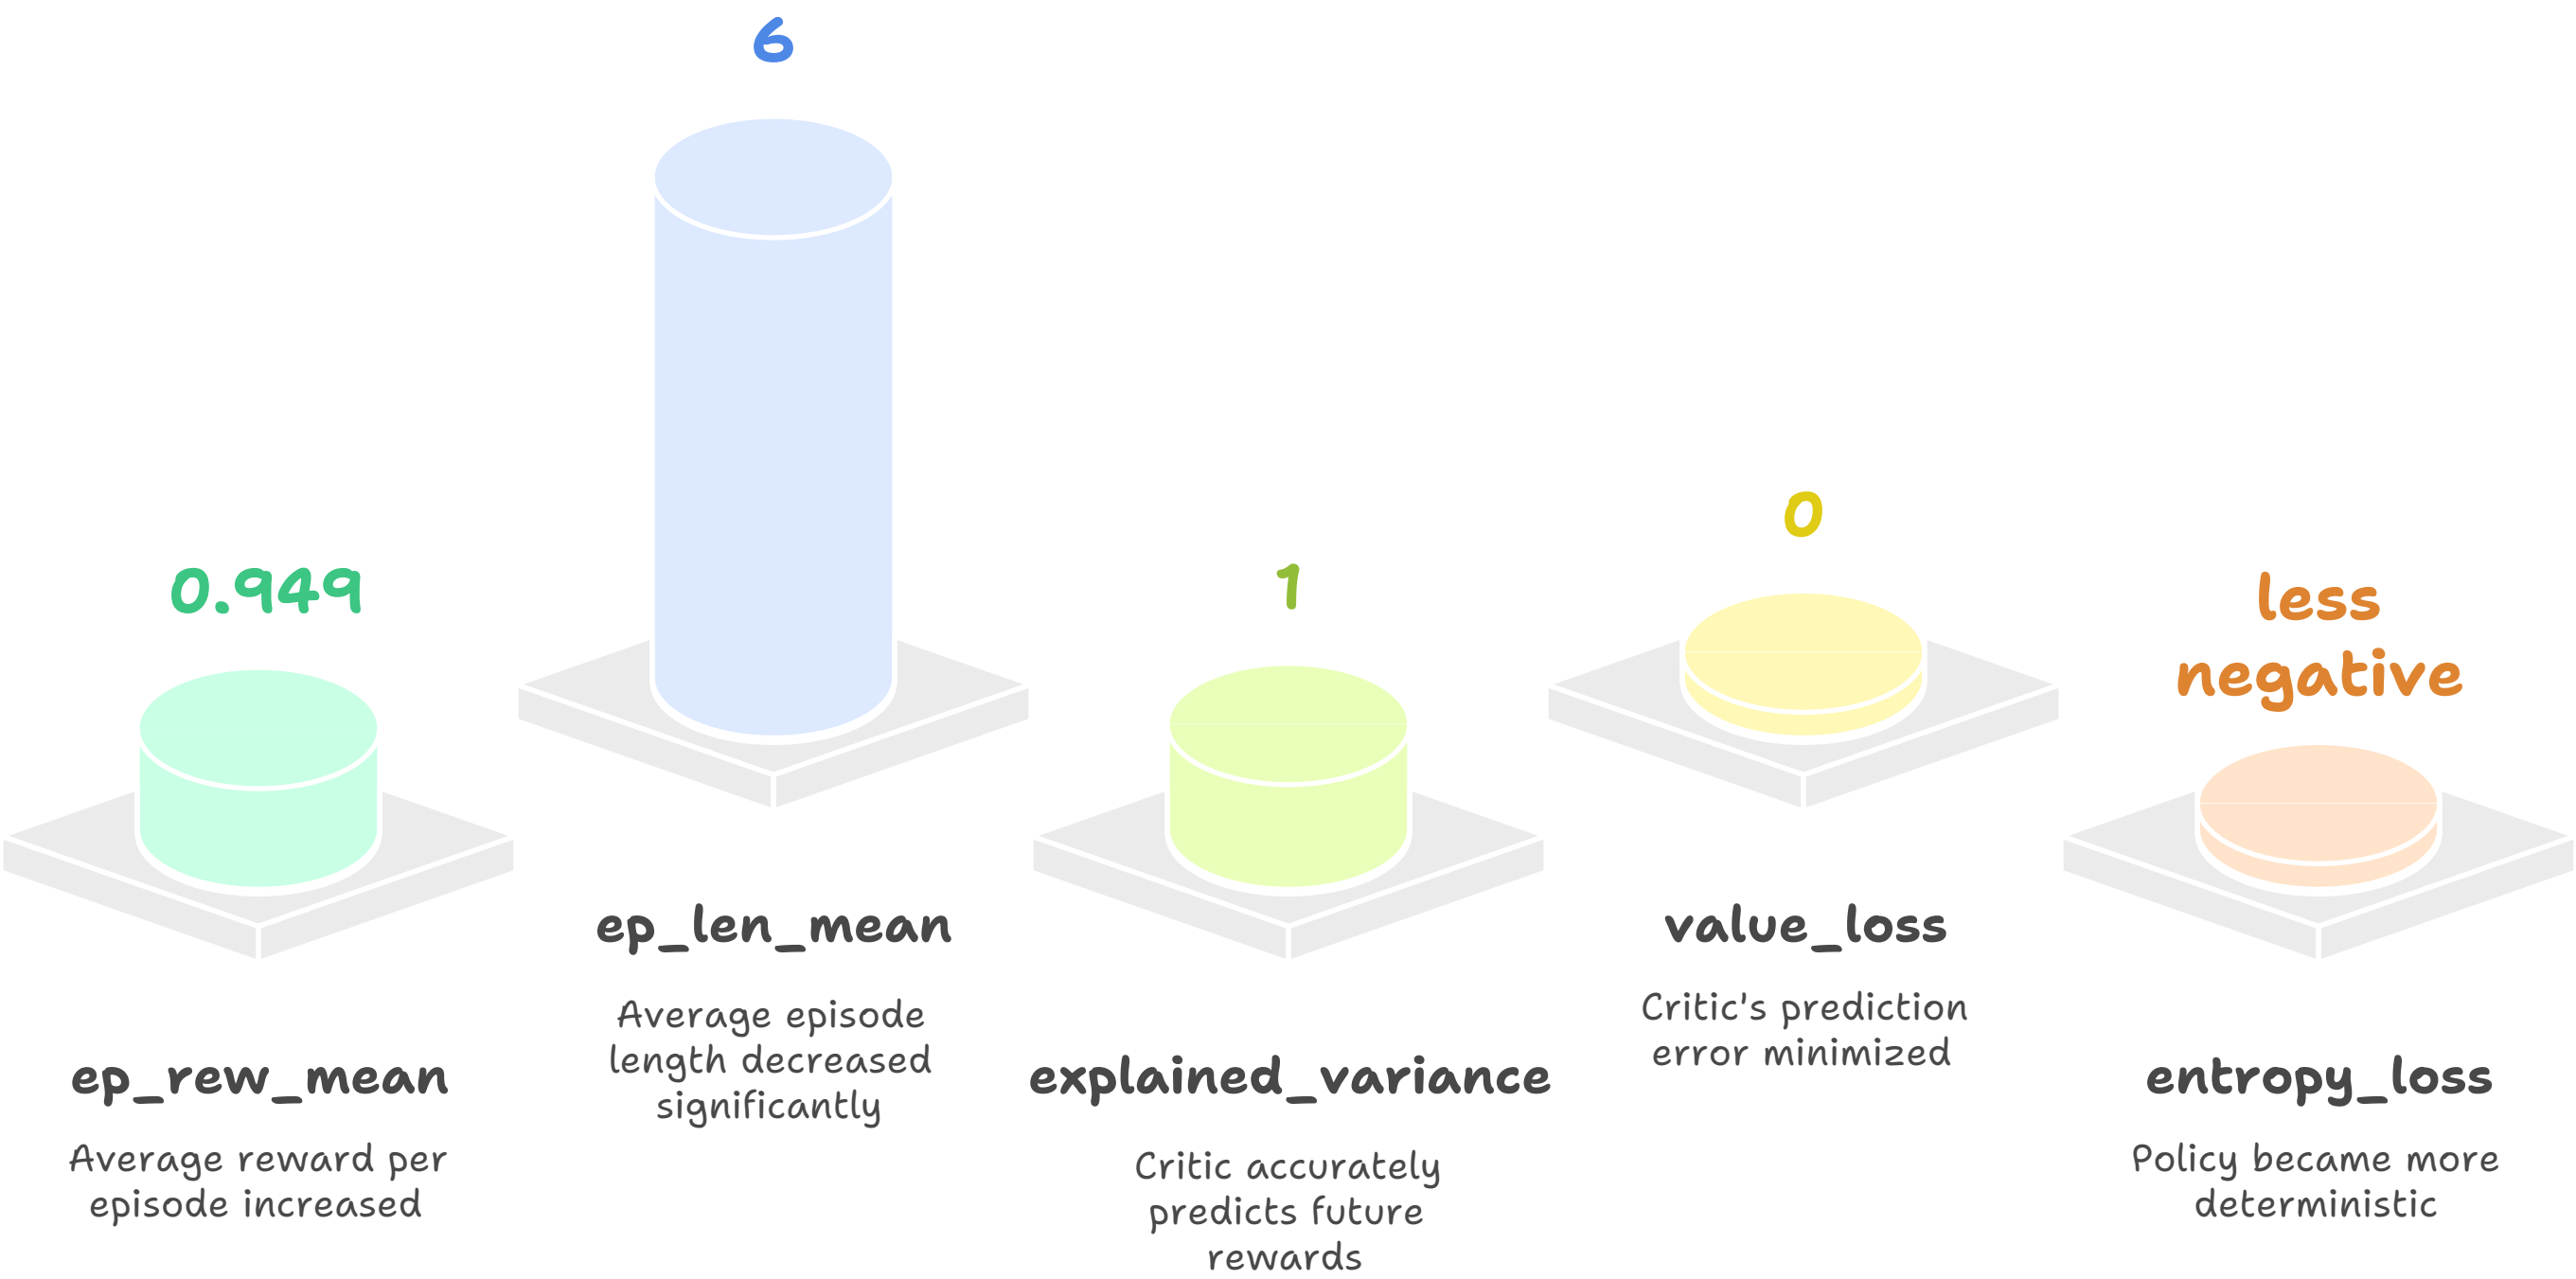 0.949
ep_rew_mean
Average reward per
episode increased
6
ep_len_mean
Average episode
length decreased
significantly
1
explained_variance
Critic accurately
predicts future
rewards
0
value_loss
Critic's prediction
error minimized
less
negative
entropy_loss
Policy became more
deterministic